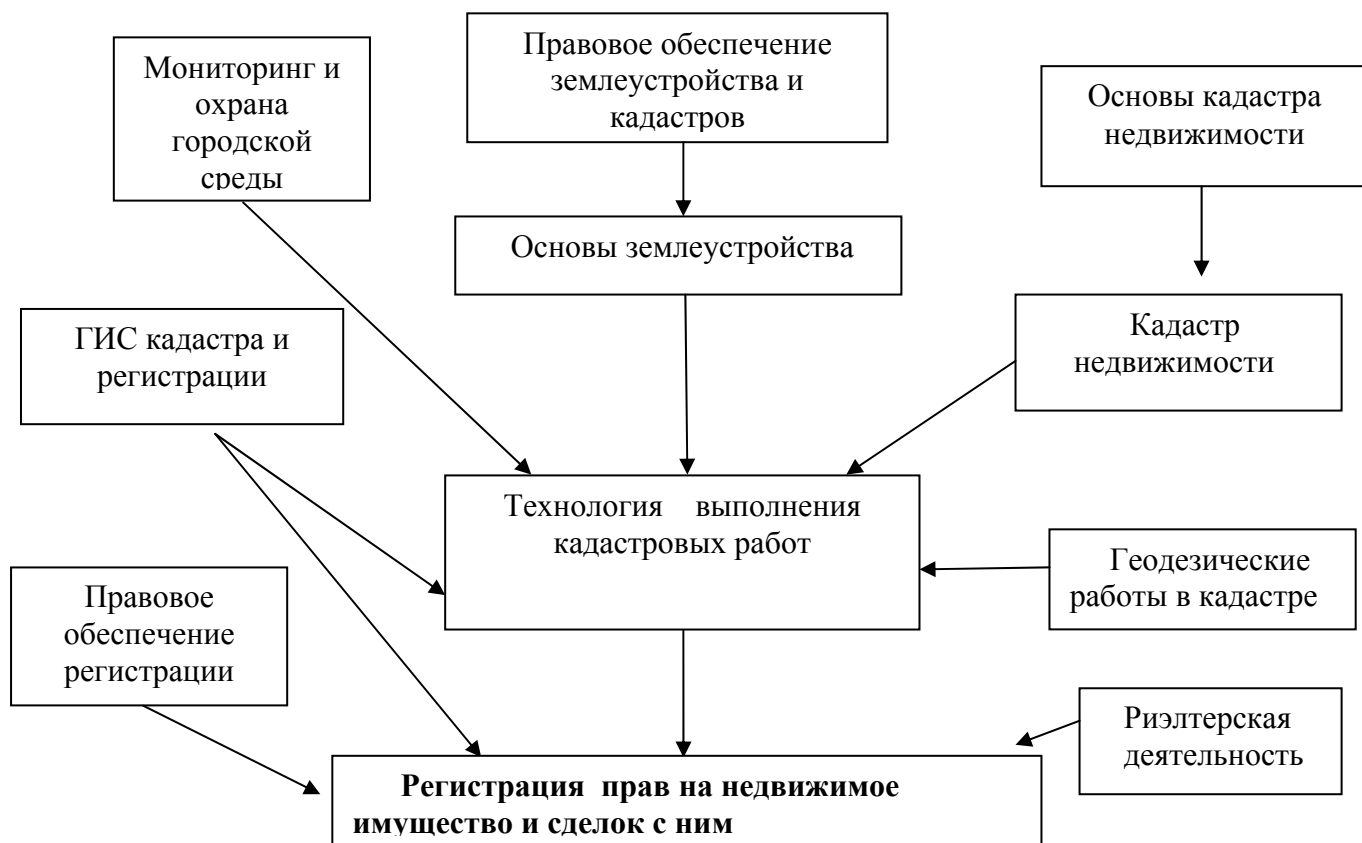 Мониторинг и
охрана
городской
среды
Правовое обеспечение
землеустройства и
кадастров
Основы кадастра
недвижимости
Основы землеустройства
ГИС кадастра и
регистрации
Кадастр
недвижимости
Технология выполнения
кадастровых работ
Правовое
обеспечение
регистрации
Геодезические
работы в кадастре
Риэлтерская
деятельность
Регистрация прав на недвижимое
имущество и сделок с ним